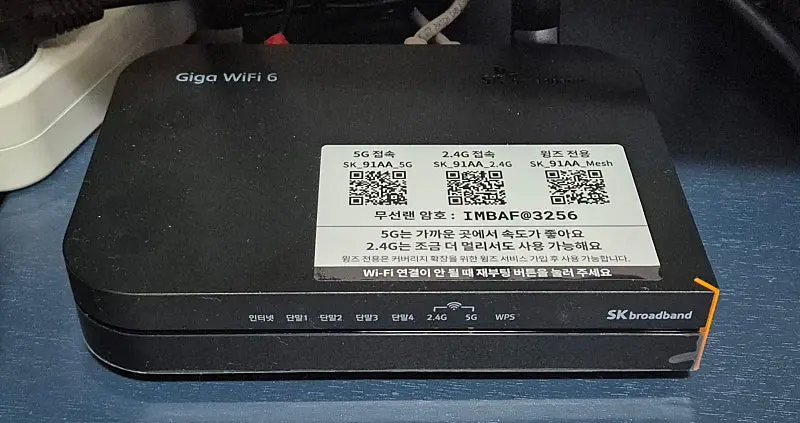 Giga WiFi 6
5G 접속 2.4G 접속 윙즈 전용
SK_91AA_5G SK_91AA_2.4G SK_91AA_Mesh
무선랜 암호 : IMBAF@3256
5G는 가까운 곳에서 속도가 좋아요
2.4G는 조금 더 멀리서도 사용 가능해요
윙즈 전용은 커버리지 확장을 위한 윙즈 서비스 가입 후 사용 가능합니다.
Wi-Fi 연결이 안 될 때 재부팅 버튼을 눌러 주세요
인터넷 단말1 단말2 단말3 단말4 2.4G 5G WPS
SK broadband